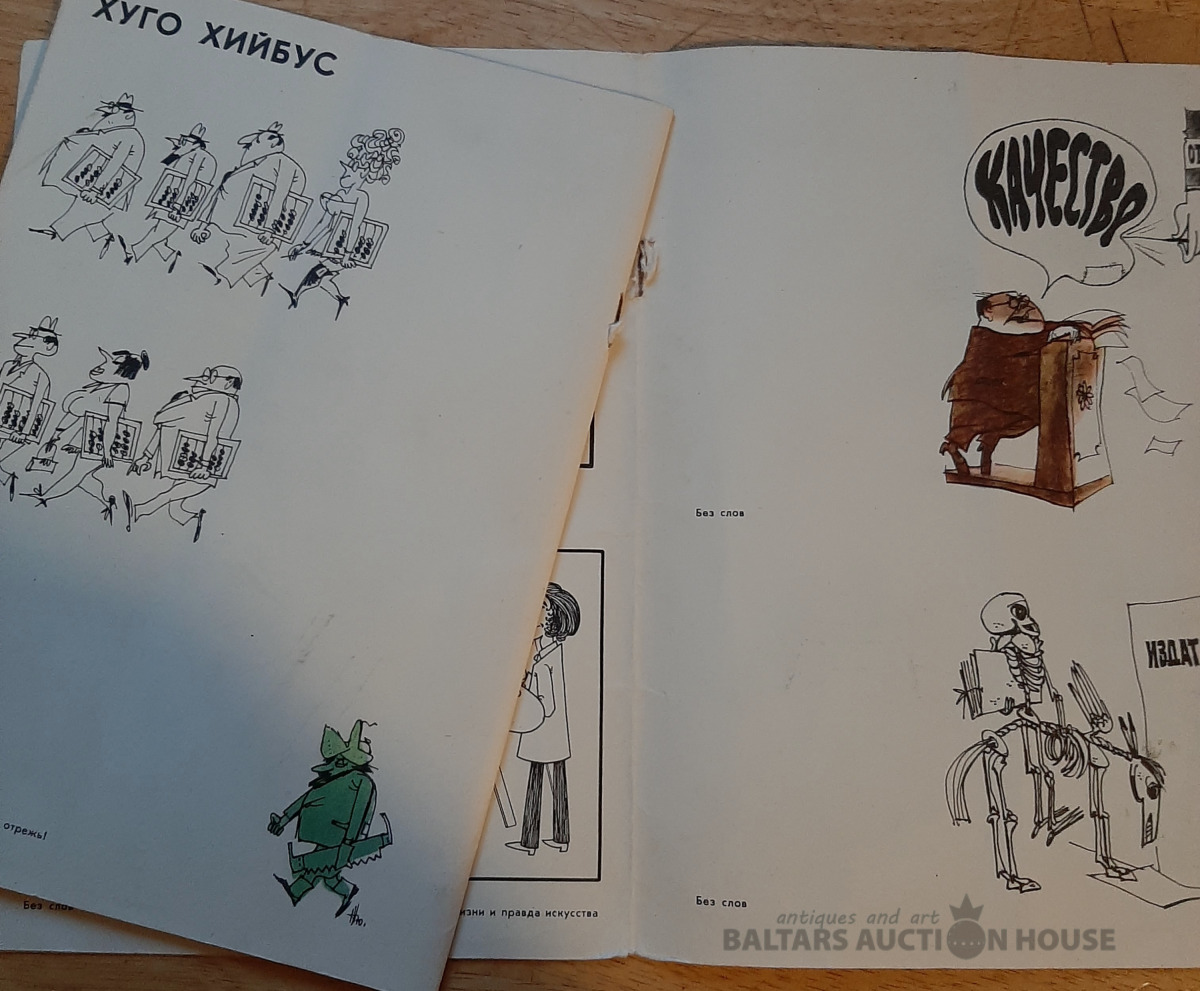 ХУГО ХИЙБУС
КАЧЕСТВО
ОТ
Без слов
ИЗДАТ
отрежь!
Без слов
изни и правда искусства
Без слов
antiques and art
BALTARS AUCTION HOUSE